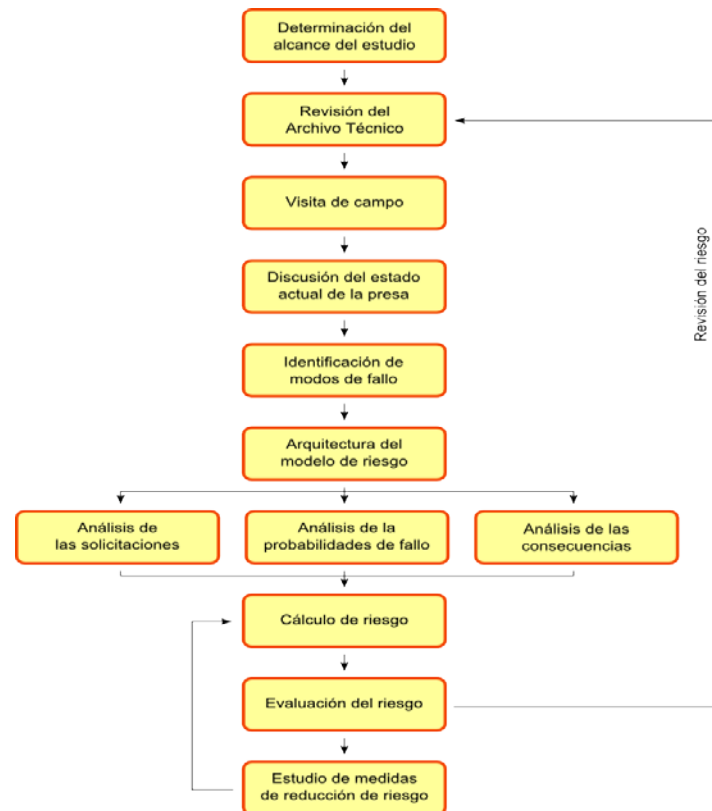 Determinación del
alcance del estudio
Revisión del
Archivo Técnico
Visita de campo
Discusión del estado
actual de la presa
Identificación de
modos de fallo
Arquitectura del
modelo de riesgo
Análisis de
las solicitaciones
Análisis de la
probabilidades de fallo
Análisis de las
consecuencias
Cálculo de riesgo
Evaluación del riesgo
Estudio de medidas
de reducción de riesgo
Revisión del riesgo